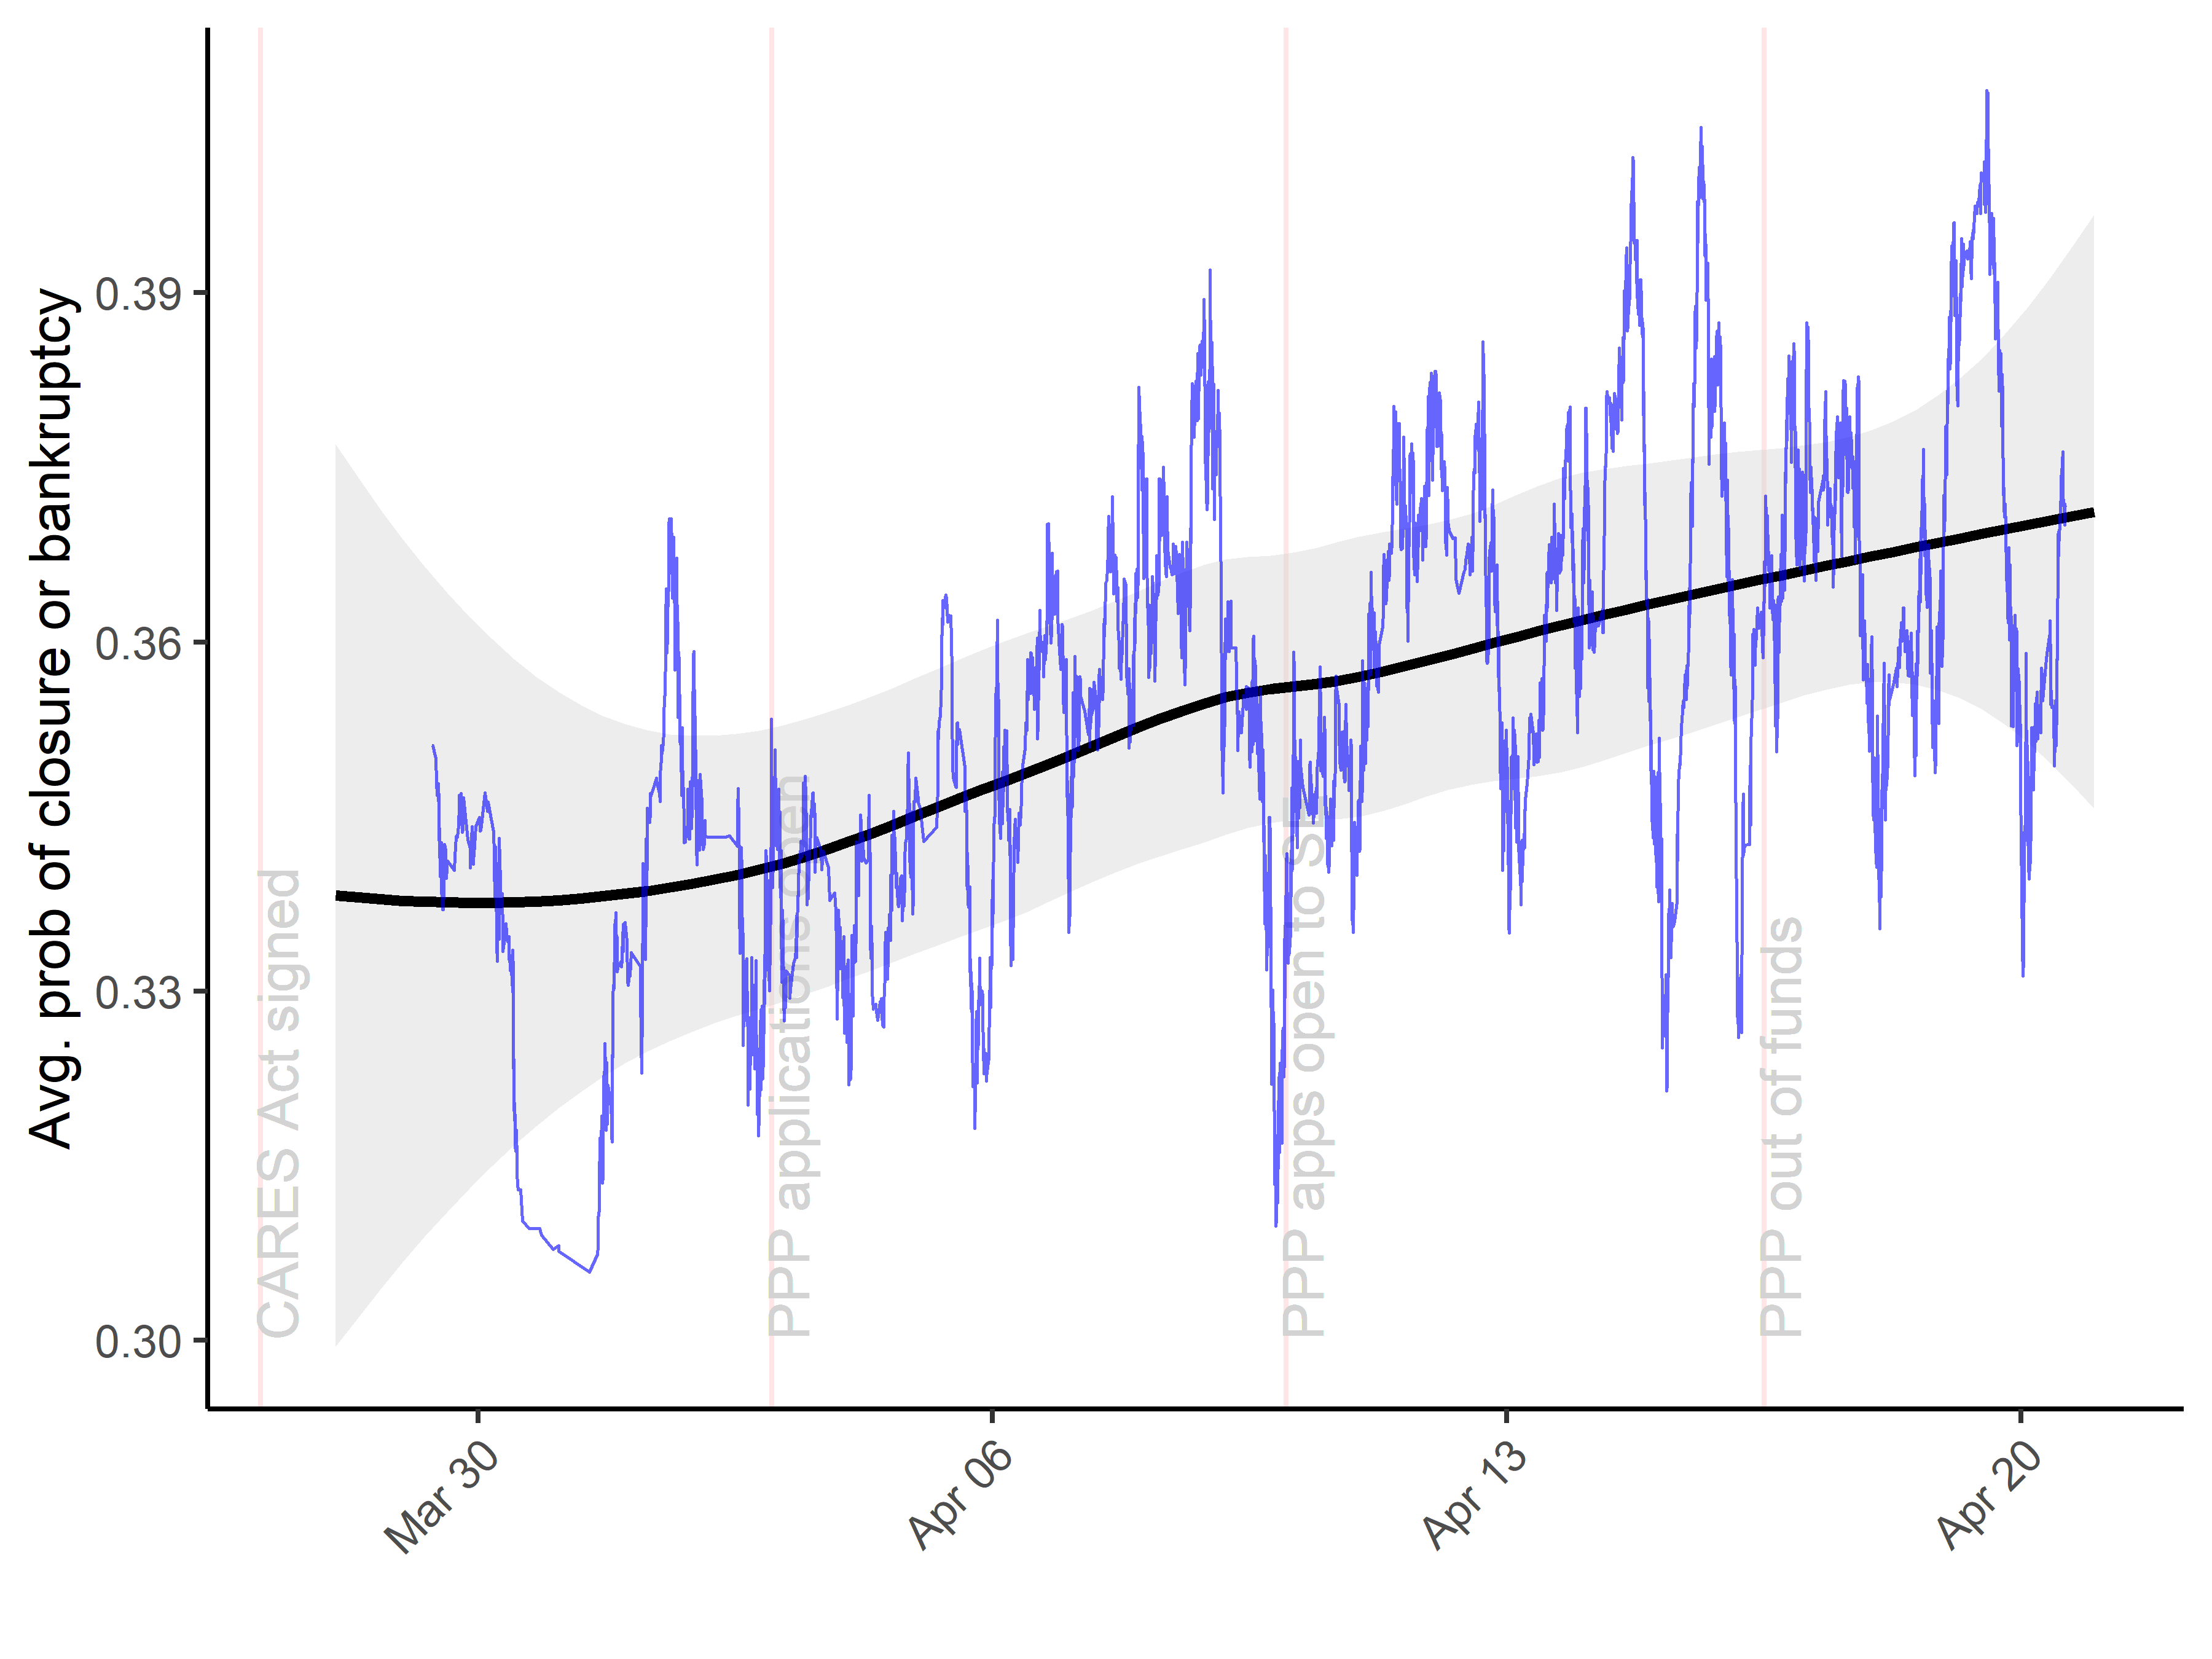 Avg. prob of closure or bankruptcy
0.39
0.36
0.33
0.30
CARES Act signed
PPP applications open
PPP apps open to SE
PPP out of funds
Mar 30
Apr 06
Apr 13
Apr 20